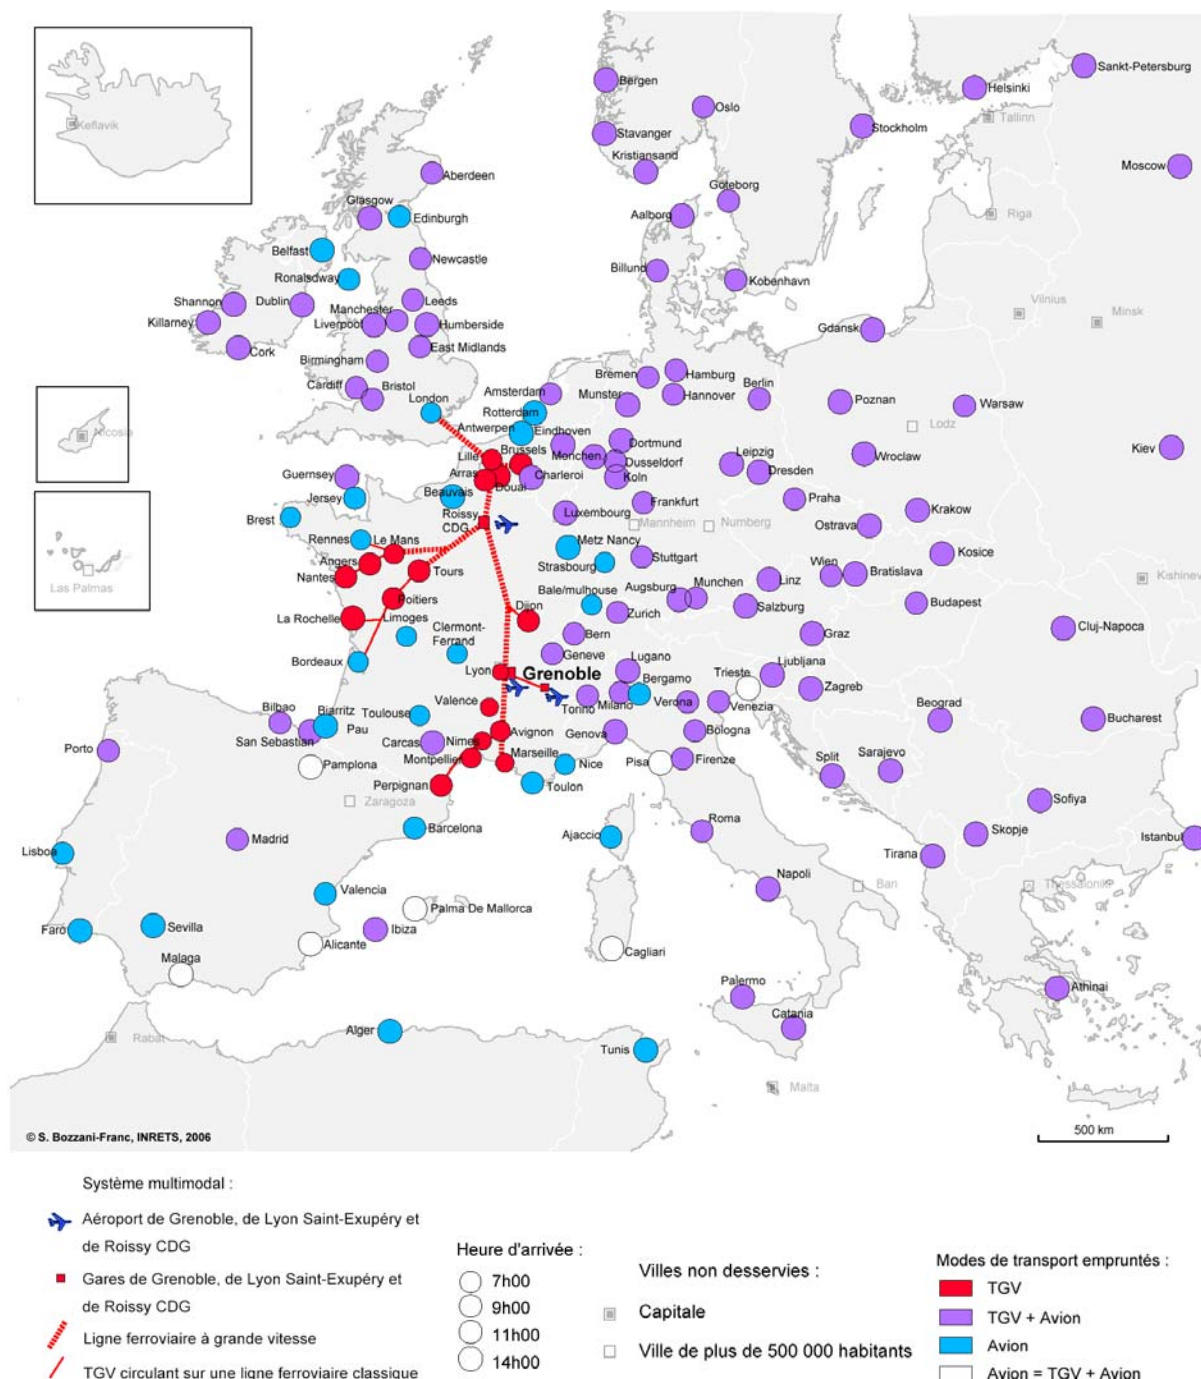 Keflavik
Bergen
Oslo
Stavanger
Kristiansand
Stockholm
Helsinki
Sankt-Petersburg
Tallinn
Moscow
Göteborg
Aalborg
Riga
Billund
Kobenhavn
Vilnius
Minsk
Gdansk
Aberdeen
Glasgow
Edinburgh
Belfast
Newcastle
Ronalsdway
Shannon
Dublin
Leeds
Manchester
Killarney
Liverpool
Humberside
Cork
East Midlands
Birmingham
Cardiff
Bristol
London
Amsterdam
Rotterdam
Antwerpen
Eindhoven
Bremen
Hamburg
Munster
Hannover
Berlin
Poznan
Warsaw
Lodz
Kiev
Nicosia
Lille
Brussels
Monchen
Dortmund
Dusseldorf
Leipzig
Dresden
Wroclaw
Guernsey
Arras
Douai
Charleroi
Koln
Jersey
Beauvais
Roissy
CDG
Luxembourg
Frankfurt
Praha
Mannheim
Nurnberg
Ostrava
Krakow
Las Palmas
Brest
Rennes
Le Mans
Metz Nancy
Strasbourg
Stuttgart
Kosice
Angers
Nantes
Tours
Bale/mulhouse
Augsburg
Munchen
Linz
Wien
Bratislava
Kishinev
Poitiers
La Rochelle
Limoges
Dijon
Zurich
Salzburg
Budapest
Clermont-
Ferrand
Bern
Graz
Cluj-Napoca
Bordeaux
Geneve
Lugano
Lyon
Grenoble
Bergamo
Trieste
Ljubljana
Valence
Torino
Milano
Verona
Venezia
Zagreb
Beograd
Bucharest
Bilbao
Biarritz
Toulouse
San Sebastian
Pau
Carcas
Nimes
Avignon
Genova
Bologna
Porto
Pamplona
Montpellier
Marseille
Nice
Pisa
Firenze
Split
Sarajevo
Perpignan
Toulon
Zaragoza
Sofiya
Madrid
Barcelona
Ajaccio
Roma
Skopje
Istanbul
Lisboa
Tirana
Valencia
Napoli
Bari
Thessaloniki
Faro
Sevilla
Palma De Mallorca
Ibiza
Alicante
Cagliari
Malaga
Palermo
Athinai
Catania
Rabat
Alger
Tunis
Malta
© S. Bozzani-Franc, INRETS, 2006
500 km
Système multimodal :
Aéroport de Grenoble, de Lyon Saint-Exupéry et
de Roissy CDG
Gares de Grenoble, de Lyon Saint-Exupéry et
de Roissy CDG
Ligne ferroviaire à grande vitesse
TGV circulant sur une ligne ferroviaire classique
Heure d'arrivée :
7h00
9h00
11h00
14h00
Villes non desservies :
Capitale
Ville de plus de 500 000 habitants
Modes de transport empruntés :
TGV
TGV + Avion
Avion
Avion = TGV + Avion